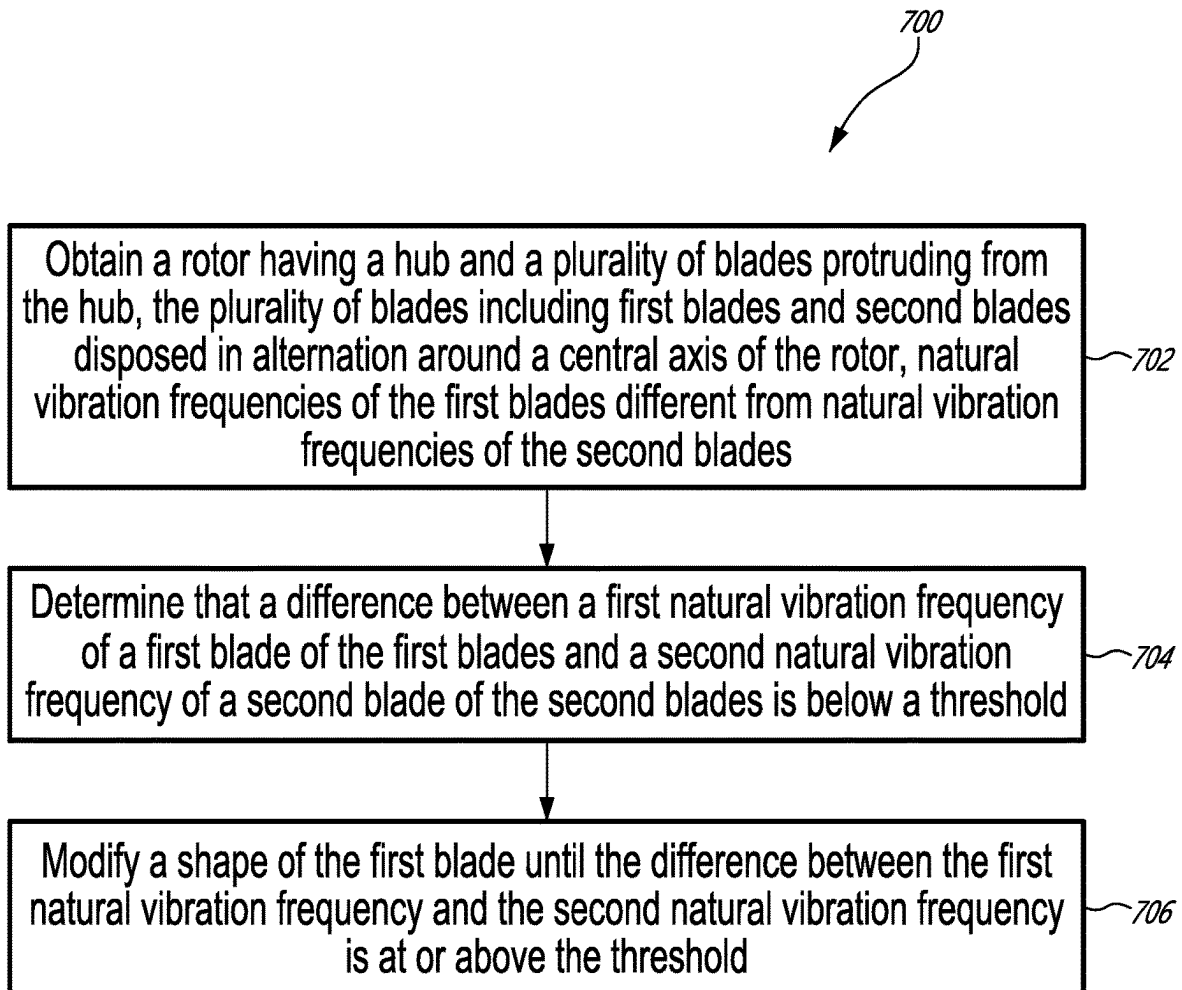 700
Obtain a rotor having a hub and a plurality of blades protruding from
the hub, the plurality of blades including first blades and second blades
disposed in alternation around a central axis of the rotor, natural
vibration frequencies of the first blades different from natural vibration
frequencies of the second blades
702
Determine that a difference between a first natural vibration frequency
of a first blade of the first blades and a second natural vibration
frequency of a second blade of the second blades is below a threshold
704
Modify a shape of the first blade until the difference between the first
natural vibration frequency and the second natural vibration frequency
is at or above the threshold
706